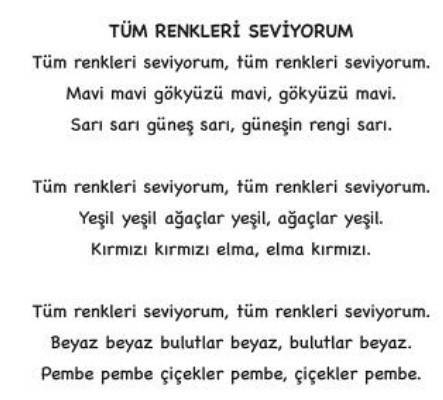 TÜM RENKLERİ SEVİYORUM
Tüm renkleri seviyorum, tüm renkleri seviyorum.
Mavi mavi gökyüzü mavi, gökyüzü mavi.
Sarı sarı güneş sarı, güneşin rengi sarı.
Tüm renkleri seviyorum, tüm renkleri seviyorum.
Yeşil yeşil ağaçlar yeşil, ağaçlar yeşil.
Kırmızı kırmızı elma, elma kırmızı.
Tüm renkleri seviyorum, tüm renkleri seviyorum.
Beyaz beyaz bulutlar beyaz, bulutlar beyaz.
Pembe pembe çiçekler pembe, çiçekler pembe.